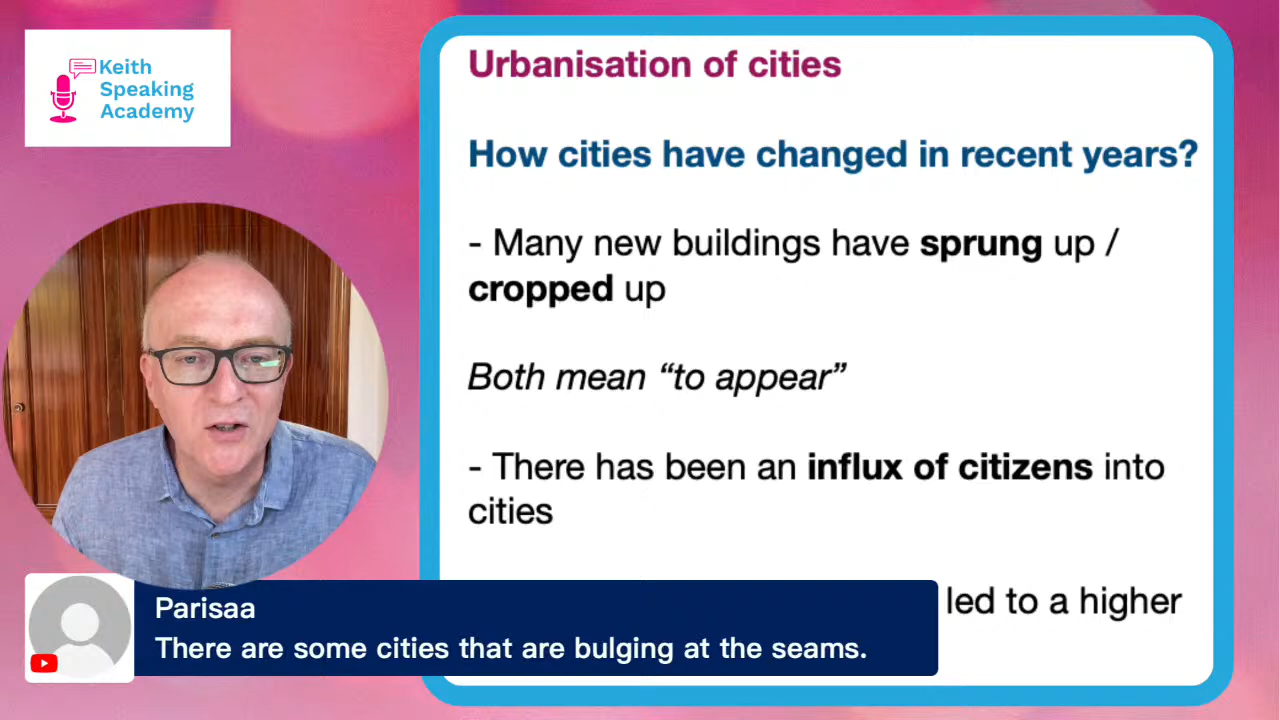 Keith
Speaking
Academy
Urbanisation of cities
How cities have changed in recent years?
- Many new buildings have sprung up /
cropped up
Both mean “to appear”
- There has been an influx of citizens into
cities
led to a higher
Parisaa
There are some cities that are bulging at the seams.